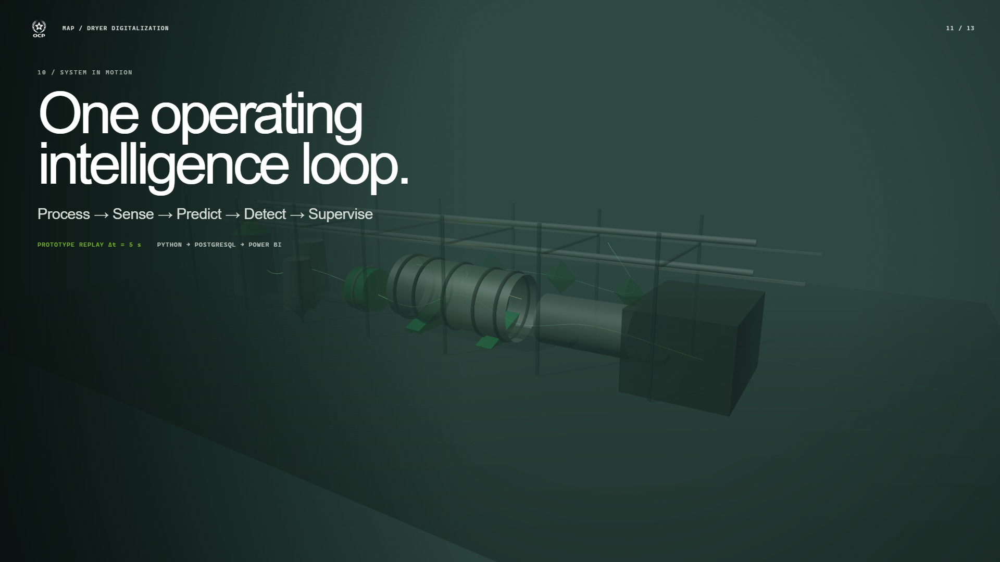 OCP
MAP / DRYER DIGITALIZATION
11 / 13
10 / SYSTEM IN MOTION
One operating
intelligence loop.
Process → Sense → Predict → Detect → Supervise
PROTOTYPE REPLAY Δt = 5 s
PYTHON → POSTGRESQL → POWER BI